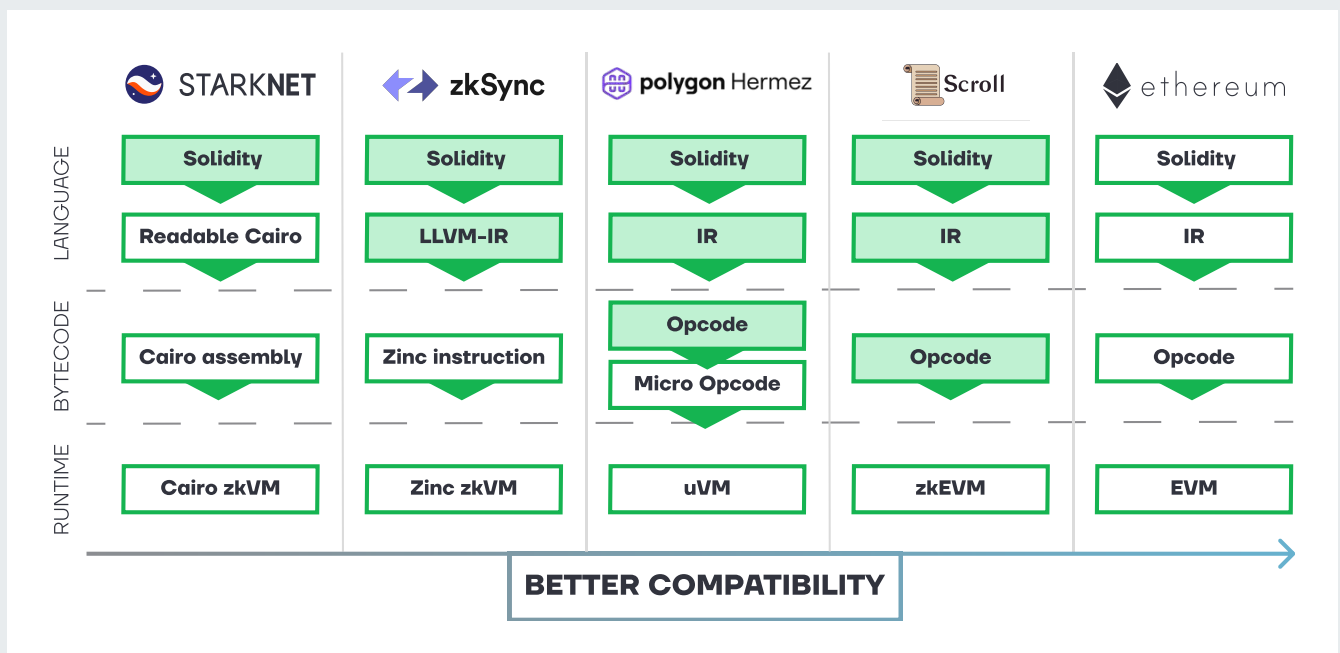 STARKNET
zkSync
polygon Hermez
Scroll
ethereum
LANGUAGE
Solidity
Solidity
Solidity
Solidity
Solidity
Readable Cairo
LLVM-IR
IR
IR
IR
BYTECODE
Cairo assembly
Zinc instruction
Opcode
Micro Opcode
Opcode
Opcode
RUNTIME
Cairo zkVM
Zinc zkVM
uVM
zkEVM
EVM
BETTER COMPATIBILITY